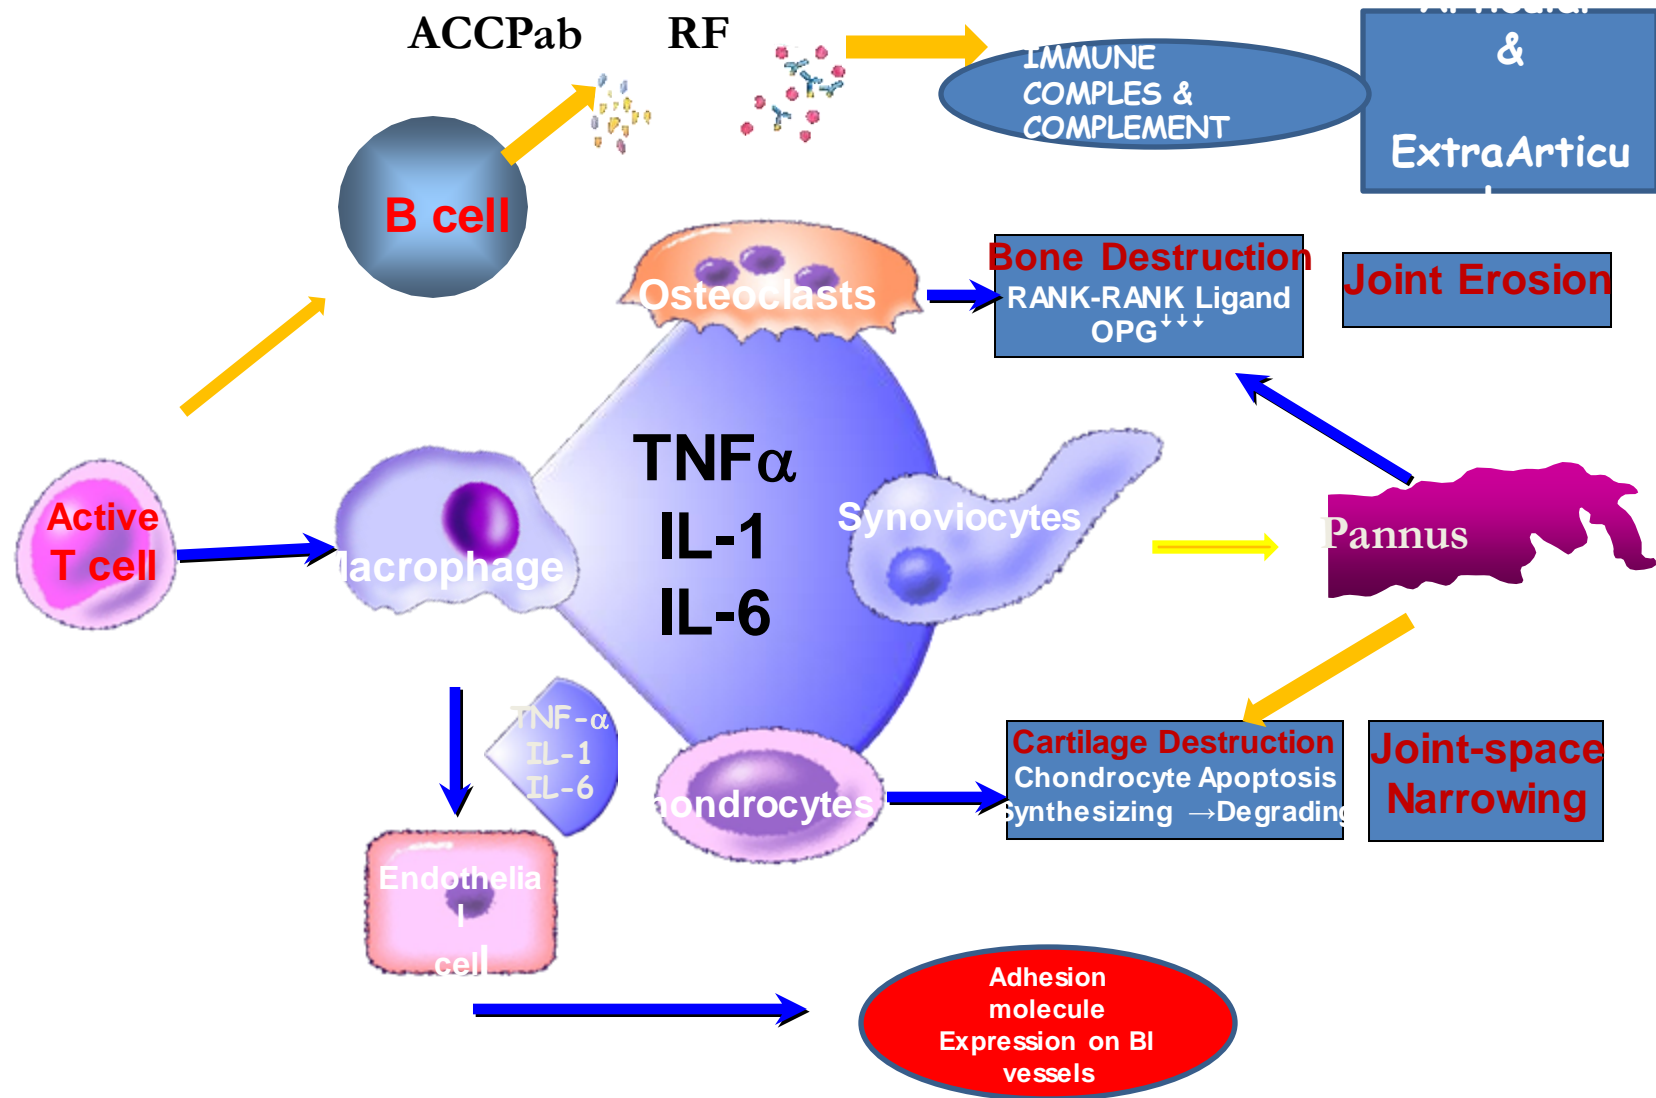 ACCPab RF
IMMUNE
COMPLES &
COMPLEMENT
&
ExtraArticu
B cell
Osteoclasts
Bone Destruction
RANK-RANK Ligand
OPG↓↓↓
Joint Erosion
TNFα
IL-1
IL-6
Active
T cell
acrophage
Synoviocytes
Pannus
TNF-α
IL-1
IL-6
hondrocytes
Cartilage Destruction
Chondrocyte Apoptosis
Synthesizing →Degrading
Joint-space
Narrowing
Endothelia
l
cell
Adhesion
molecule
Expression on Bl
vessels